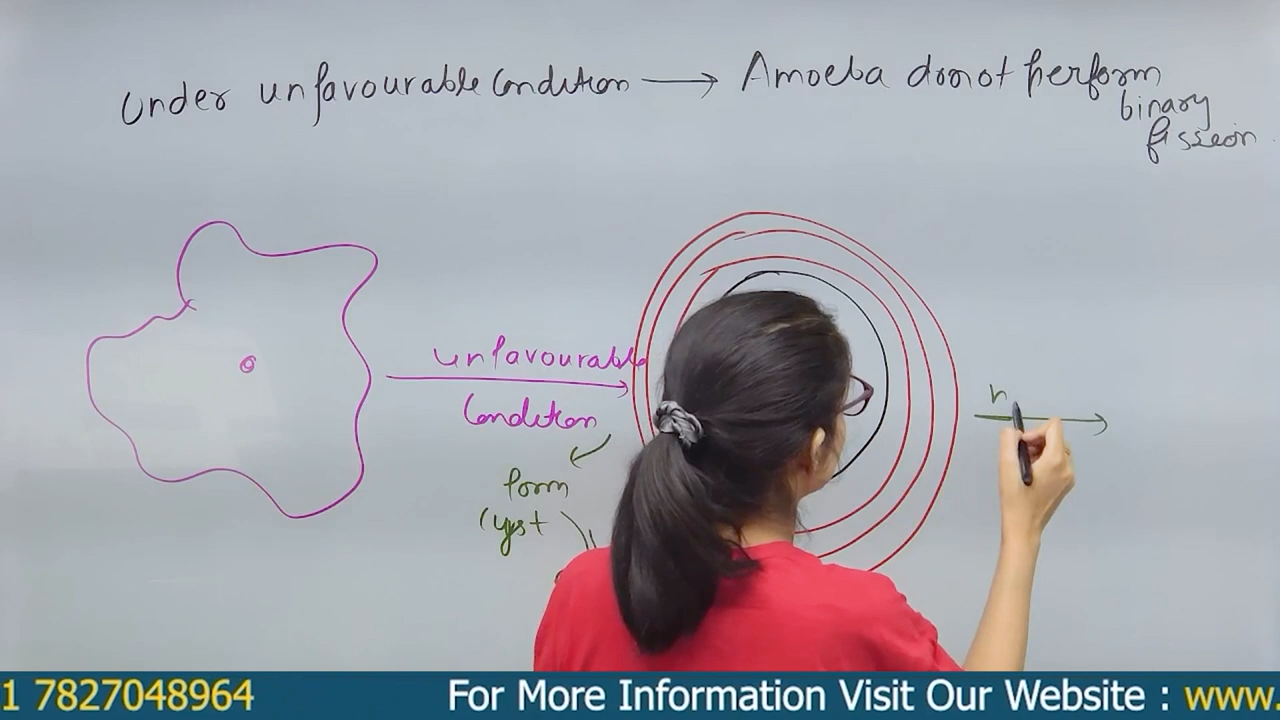 Under unfavourable Condition → Amoeba donot perform
binary
fission.
unfavourable
Condition
form
Cyst
n
1 7827048964 For More Information Visit Our Website : www.